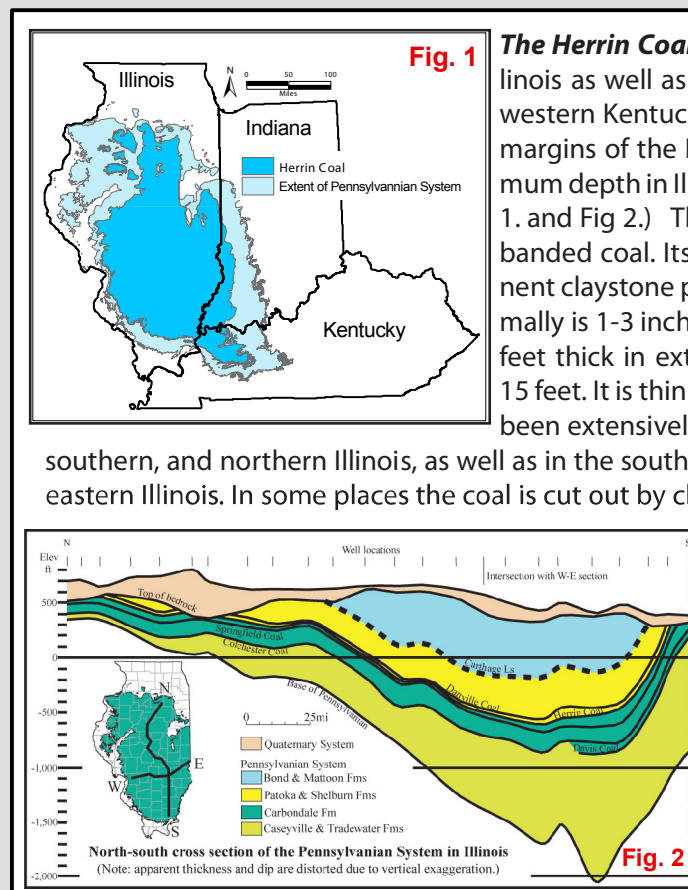 Fig. 1
Illinois
N
0 50 100
Miles
Indiana
Herrin Coal
Extent of Pennsylvannian System
Kentucky
The Herrin Coal
linois as well as
western Kentuc
margins of the
mum depth in Il
1. and Fig 2.) Th
banded coal. Its
nent claystone p
mally is 1-3 inch
feet thick in ext
15 feet. It is thin
been extensivel
southern, and northern Illinois, as well as in the south
eastern Illinois. In some places the coal is cut out by cl
N
S
Elev
ft
Well locations
Intersection with W-E section
Top of bedrock
500
Springfield Coal
Colchester Coal
Carthage Ls
0
Base of Pennsylvanian
Danville Coal
Herrin Coal
Davis Coal
N
W
E
S
0 25mi
-500
Quaternary System
Pennsylvanian System
Bond & Mattoon Fms
Patoka & Shelburn Fms
Carbondale Fm
Caseyville & Tradewater Fms
-1,000
-1,500
North-south cross section of the Pennsylvanian System in Illinois
(Note: apparent thickness and dip are distorted due to vertical exaggeration.)
-2,000
Fig. 2